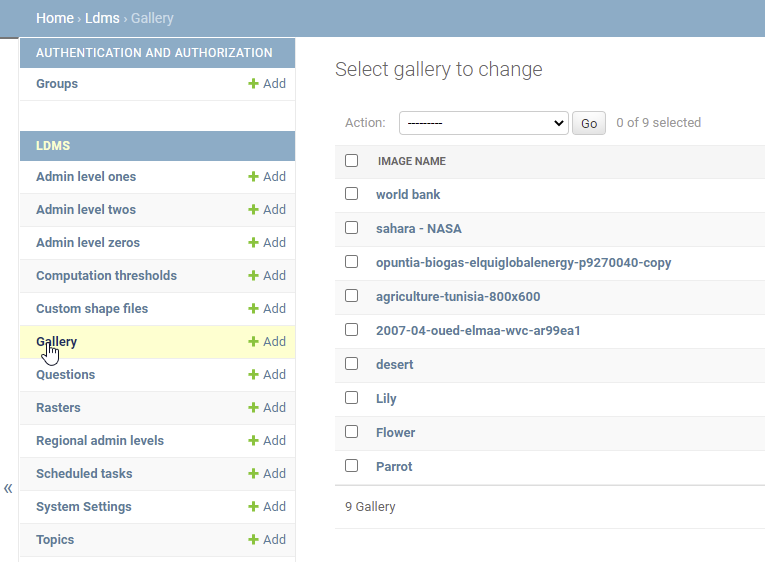 Home › Ldms › Gallery
AUTHENTICATION AND AUTHORIZATION
Groups + Add
LDMS
Admin level ones + Add
Admin level twos + Add
Admin level zeros + Add
Computation thresholds + Add
Custom shape files + Add
Gallery + Add
Questions + Add
Rasters + Add
Regional admin levels + Add
Scheduled tasks + Add
System Settings + Add
Topics + Add
«
Select gallery to change
Action: --------- Go 0 of 9 selected
IMAGE NAME
world bank
sahara - NASA
opuntia-biogas-elquiglobalenergy-p9270040-copy
agriculture-tunisia-800x600
2007-04-oued-elmaa-wvc-ar99ea1
desert
Lily
Flower
Parrot
9 Gallery